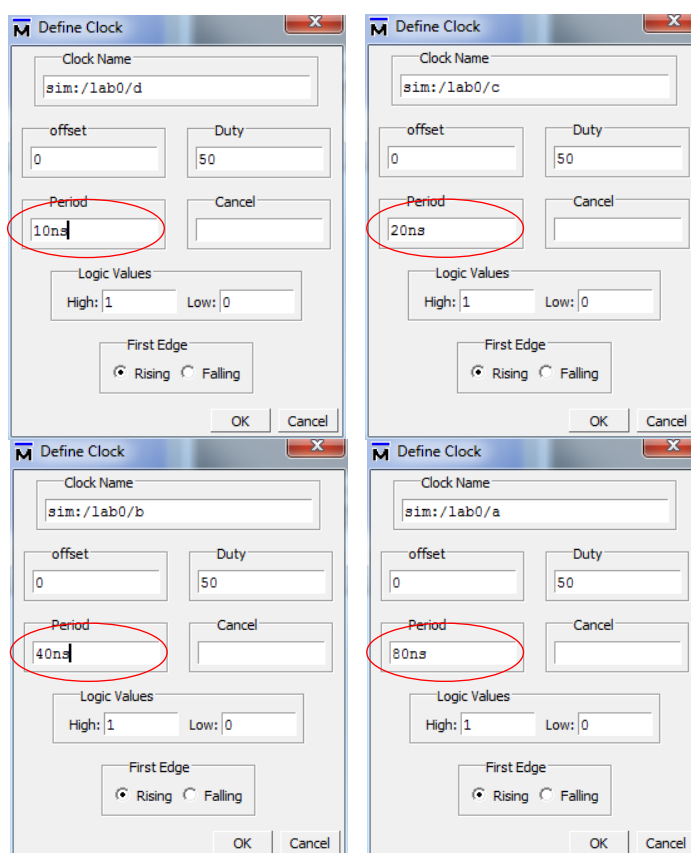 Define Clock
Clock Name
sim:/lab0/d
offset
Duty
0
50
Period
Cancel
10ns
Logic Values
High: 1 Low: 0
First Edge
Rising Falling
OK Cancel
Define Clock
Clock Name
sim:/lab0/c
offset
Duty
0
50
Period
Cancel
20ns
Logic Values
High: 1 Low: 0
First Edge
Rising Falling
OK Cancel
Define Clock
Clock Name
sim:/lab0/b
offset
Duty
0
50
Period
Cancel
40ns
Logic Values
High: 1 Low: 0
First Edge
Rising Falling
OK Cancel
Define Clock
Clock Name
sim:/lab0/a
offset
Duty
0
50
Period
Cancel
80ns
Logic Values
High: 1 Low: 0
First Edge
Rising Falling
OK Cancel